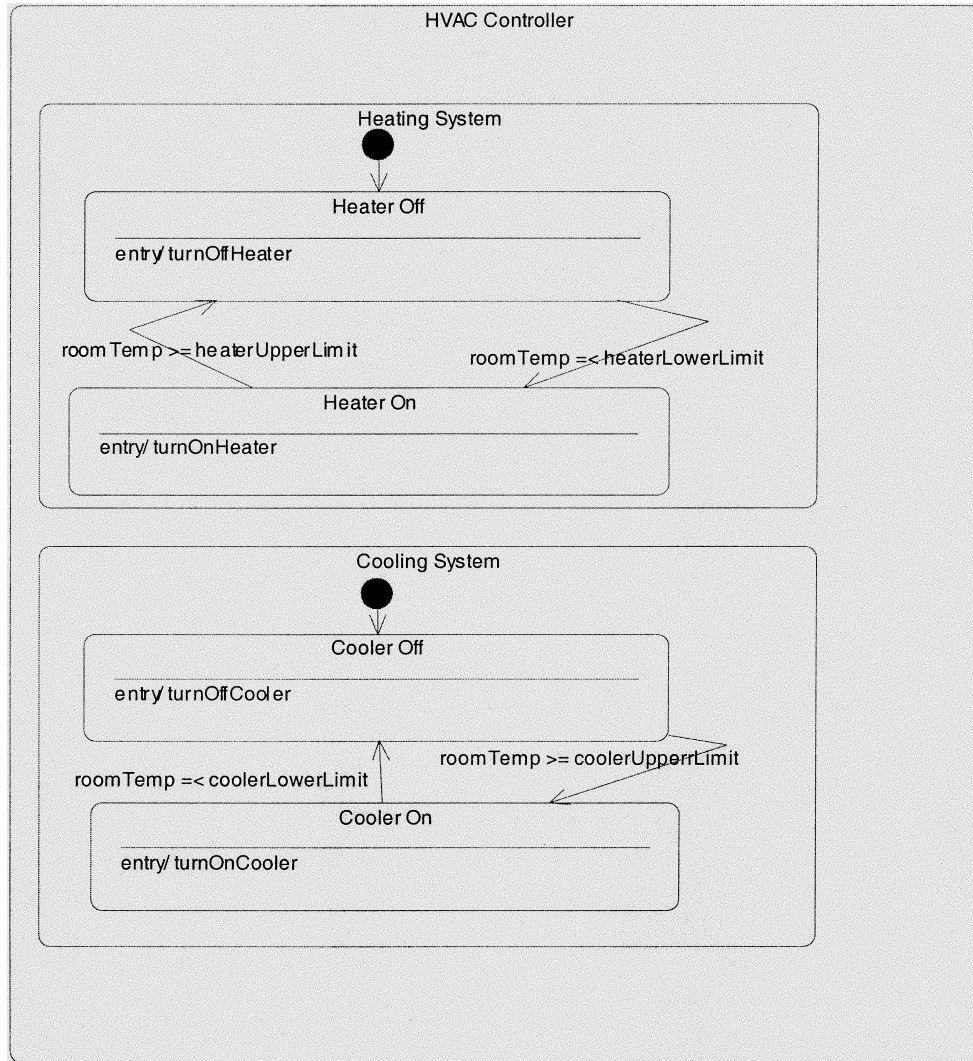 HVAC Controller
Heating System
Heater Off
entry/ turnOffHeater
roomTemp >= heaterUpperLimit
roomTemp =< heaterLowerLimit
Heater On
entry/ turnOnHeater
Cooling System
Cooler Off
entry/ turnOffCooler
roomTemp >= coolerUpperrLimit
roomTemp =< coolerLowerLimit
Cooler On
entry/ turnOnCooler